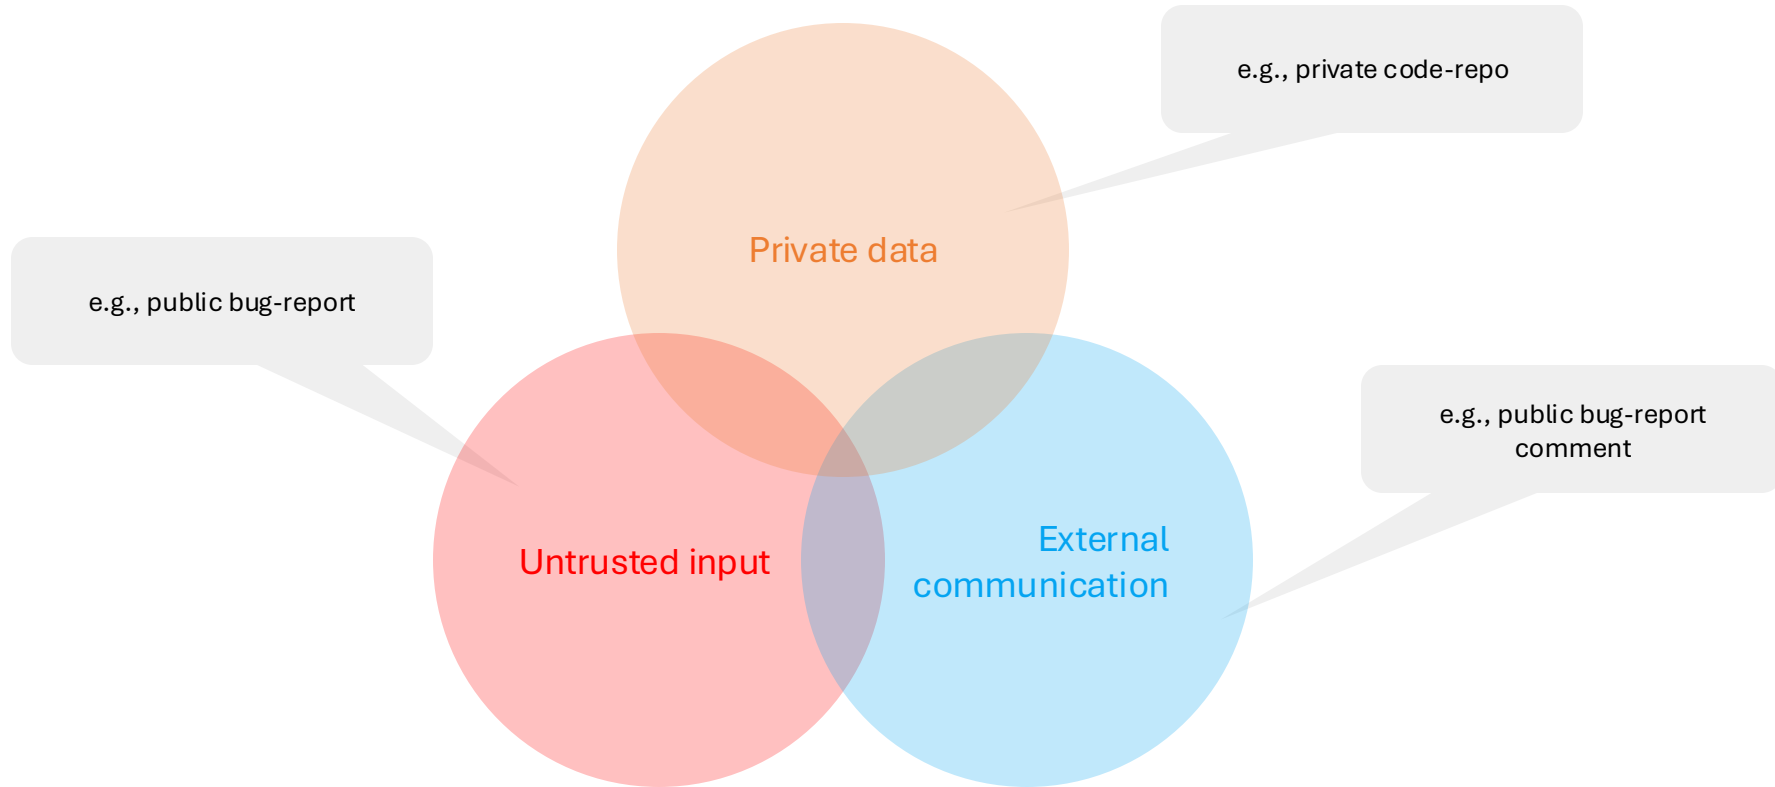 e.g., private code-repo
Private data
e.g., public bug-report
e.g., public bug-report
comment
Untrusted input
External
communication